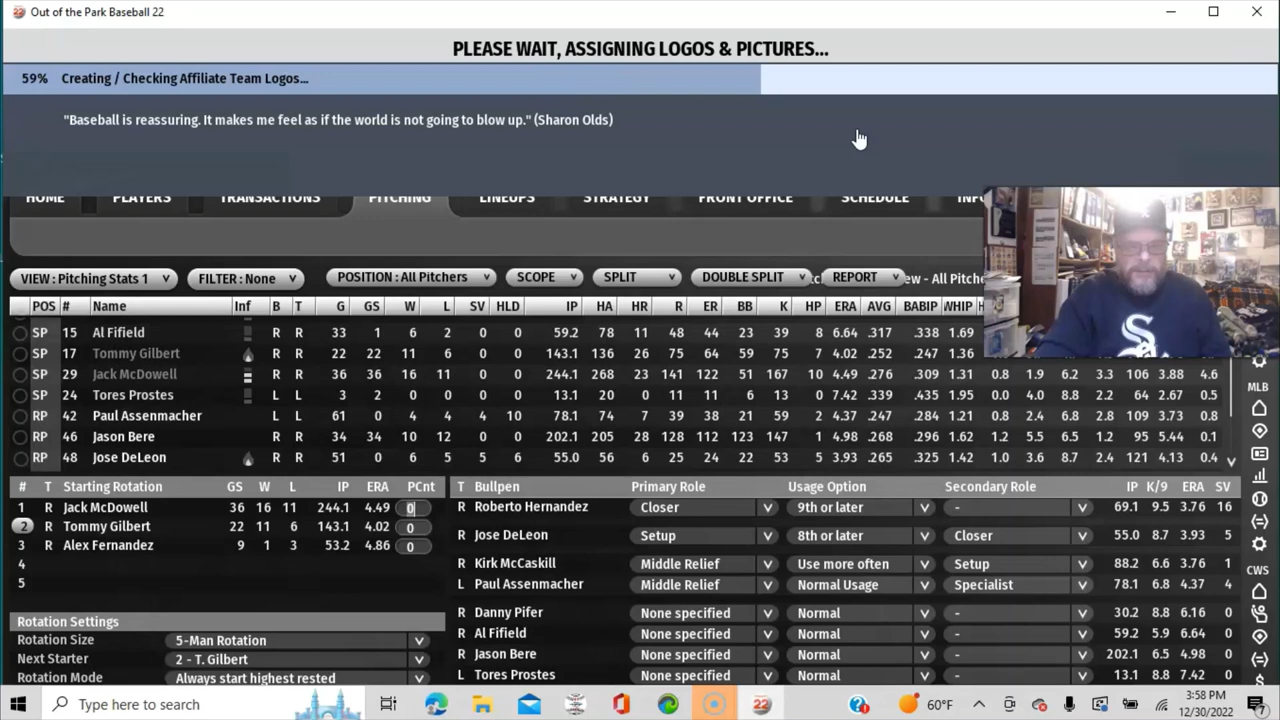 Out of the Park Baseball 22
PLEASE WAIT, ASSIGNING LOGOS & PICTURES...
59% Creating / Checking Affiliate Team Logos...
"Baseball is reassuring. It makes me feel as if the world is not going to blow up." (Sharon Olds)
HOME PLAYERS TRANSACTIONS PITCHING LINEUPS STRATEGY FRONT OFFICE SCHEDULE
VIEW : Pitching Stats 1 FILTER : None POSITION : All Pitchers SCOPE SPLIT DOUBLE SPLIT REPORT - All Pitche
POS # Name Inf B T G GS W L SV HLD IP HA HR R ER BB K HP ERA AVG BABIP WHIP
SP 15 Al Fifield R R 33 1 6 2 0 0 59.2 78 11 48 44 23 39 8 6.64 .317 .338 1.69
SP 17 Tommy Gilbert R R 22 22 11 6 0 0 143.1 136 26 75 64 59 75 7 4.02 .252 .247 1.36
SP 29 Jack McDowell R R 36 36 16 11 0 0 244.1 268 23 141 122 51 167 10 4.49 .276 .309 1.31 0.8 1.9 6.2 3.3 106 3.88 4.6
SP 24 Tores Prostes L L 3 2 0 0 0 0 13.1 20 0 11 11 6 13 0 7.42 .339 .435 1.95 0.0 4.0 8.8 2.2 64 2.67 0.5
RP 42 Paul Assenmacher L L 61 0 4 4 4 10 78.1 74 7 39 38 21 59 2 4.37 .247 .284 1.21 0.8 2.4 6.8 2.8 109 3.73 0.8
RP 46 Jason Bere R R 34 34 10 12 0 0 202.1 205 28 128 112 123 147 1 4.98 .268 .296 1.62 1.2 5.5 6.5 1.2 95 5.44 0.1
RP 48 Jose DeLeon R R 51 0 6 5 5 6 55.0 56 6 25 24 22 53 5 3.93 .265 .325 1.42 1.0 3.6 8.7 2.4 121 4.13 0.4
MLB
# T Starting Rotation GS W L IP ERA PCnt
1 R Jack McDowell 36 16 11 244.1 4.49 0
2 R Tommy Gilbert 22 11 6 143.1 4.02 0
3 R Alex Fernandez 9 1 3 53.2 4.86 0
4
5
Rotation Settings
Rotation Size 5-Man Rotation
Next Starter 2 - T. Gilbert
Rotation Mode Always start highest rested
T Bullpen Primary Role Usage Option Secondary Role IP K/9 ERA SV
R Roberto Hernandez Closer 9th or later - 69.1 9.5 3.76 16
R Jose DeLeon Setup 8th or later Closer 55.0 8.7 3.93 5
R Kirk McCaskill Middle Relief Use more often Setup 88.2 6.6 3.76 1
L Paul Assenmacher Middle Relief Normal Usage Specialist 78.1 6.8 4.37 4
R Danny Pifer None specified Normal - 30.2 8.8 6.16 0
R Al Fifield None specified Normal - 59.2 5.9 6.64 0
R Jason Bere None specified Normal - 202.1 6.5 4.98 0
L Tores Prostes None specified Normal - 13.1 8.8 7.42 0
CWS
Type here to search
22
60°F
3:58 PM
12/30/2022